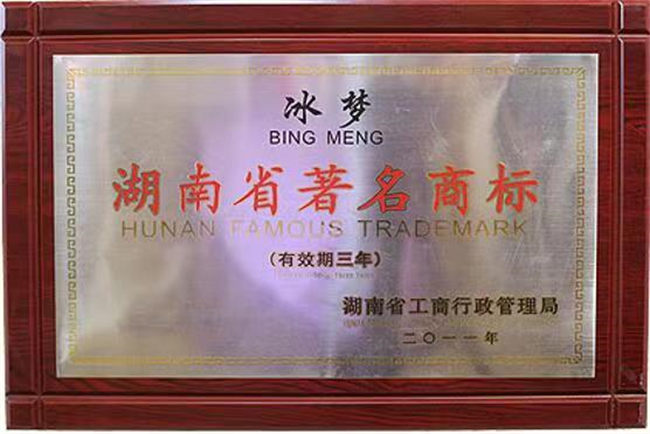 冰梦
BING MENG
湖南省著名商标
HUNAN FAMOUS TRADEMARK
（有效期三年）
湖南省工商行政管理局
二〇一一年